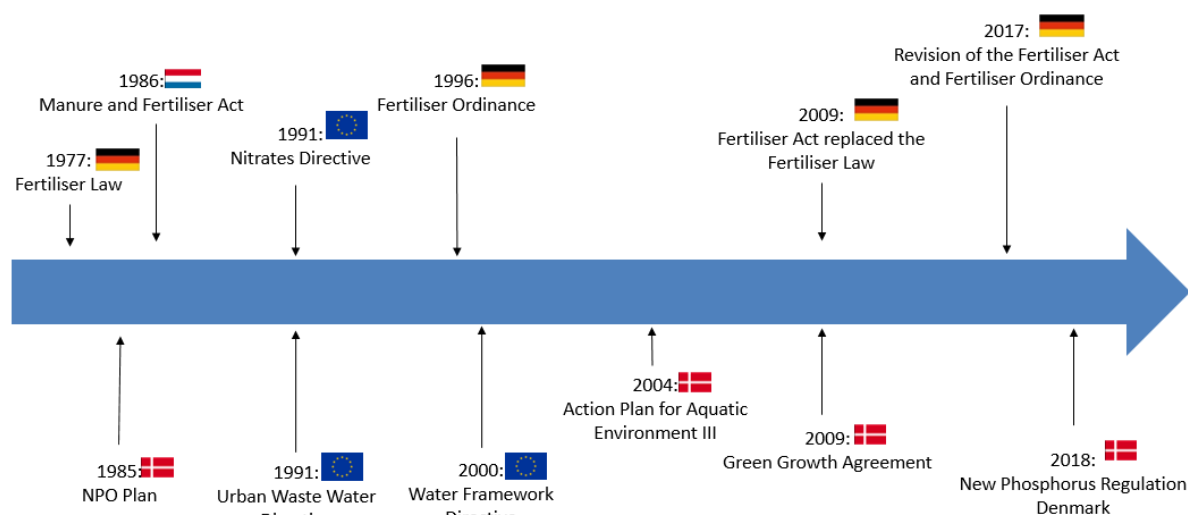 2017:
Revision of the Fertiliser Act
and Fertiliser Ordinance
1986:
Manure and Fertiliser Act
1996:
Fertiliser Ordinance
2009:
Fertiliser Act replaced the
Fertiliser Law
1991:
Nitrates Directive
1977:
Fertiliser Law
1985:
NPO Plan
1991:
Urban Waste Water
2000:
Water Framework
2004:
Action Plan for Aquatic
Environment III
2009:
Green Growth Agreement
2018:
New Phosphorus Regulation
Denmark